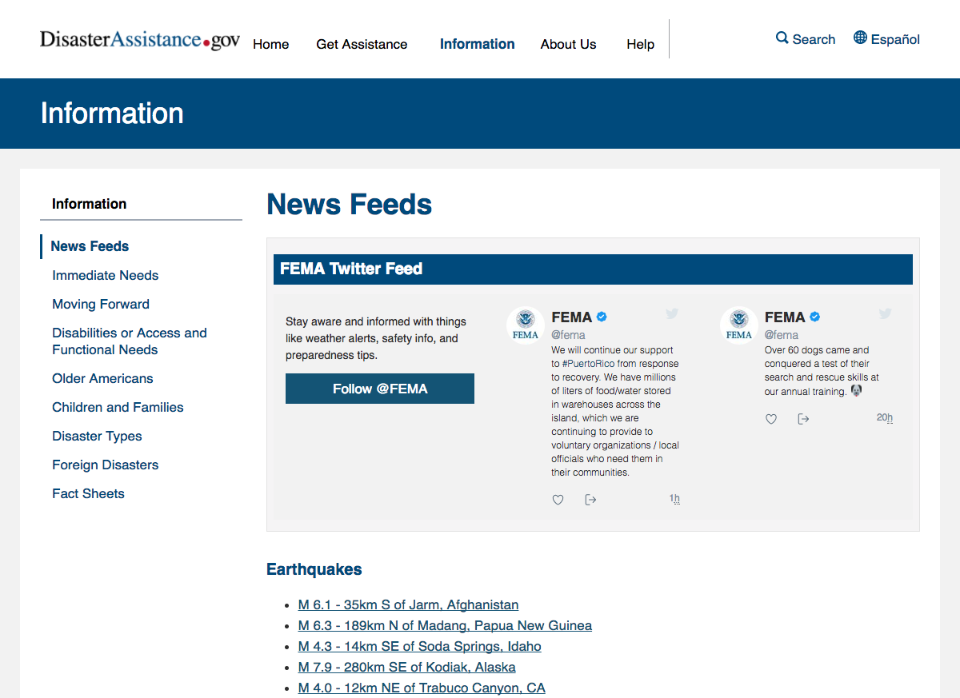 DisasterAssistance.gov
Home
Get Assistance
Information
About Us
Help
Search
Español
Information
Information
News Feeds
Immediate Needs
Moving Forward
Disabilities or Access and
Functional Needs
Older Americans
Children and Families
Disaster Types
Foreign Disasters
Fact Sheets
News Feeds
FEMA Twitter Feed
Stay aware and informed with things
like weather alerts, safety info, and
preparedness tips.
Follow @FEMA
FEMA
FEMA
@fema
We will continue our support
to #PuertoRico from response
to recovery. We have millions
of liters of food/water stored
in warehouses across the
island, which we are
continuing to provide to
voluntary organizations / local
officials who need them in
their communities.
1h
FEMA
FEMA
@fema
Over 60 dogs came and
conquered a test of their
search and rescue skills at
our annual training.
20h
Earthquakes
M 6.1 - 35km S of Jarm, Afghanistan
M 6.3 - 189km N of Madang, Papua New Guinea
M 4.3 - 14km SE of Soda Springs, Idaho
M 7.9 - 280km SE of Kodiak, Alaska
M 4.0 - 12km NE of Trabuco Canyon, CA